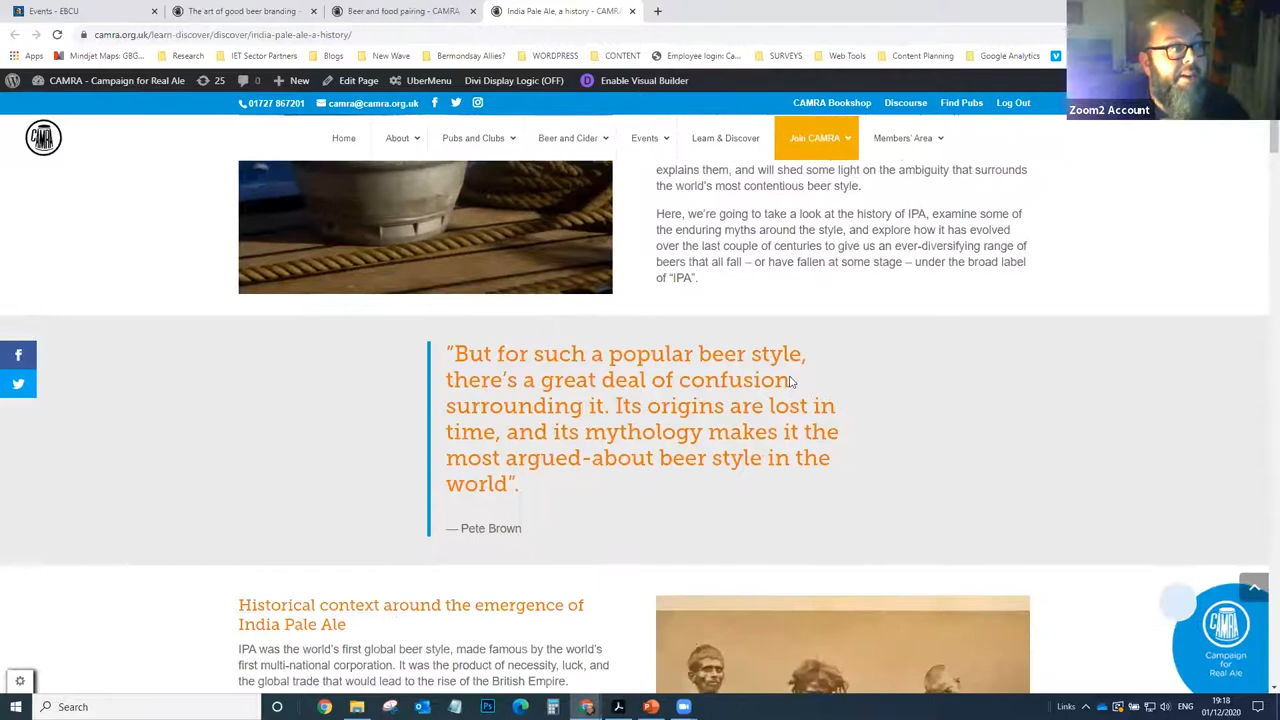 Events - EBCU
The art of good beer branding -
Beer and food pairing - CAMRA
India Pale Ale, a history - CAMR
camra.org.uk/learn-discover/discover/india-pale-ale-a-history/
Apps
Mindjet Maps: GBG...
Research
IET Sector Partners
Blogs
New Wave
Bermondsay Allies?
WORDPRESS
CONTENT
Employee login: Ca...
SURVEYS
Web Tools
Content Planning
Google Analytics
CAMRA - Campaign for Real Ale
25
0
New
Edit Page
UberMenu
Divi Display Logic (OFF)
Enable Visual Builder
Zoom2 Account
01727 867201
camra@camra.org.uk
CAMRA Bookshop
Discourse
Find Pubs
Log Out
CAMRA
Home
About
Pubs and Clubs
Beer and Cider
Events
Learn & Discover
Join CAMRA
Members' Area
explains them, and will shed some light on the ambiguity that surrounds
the world's most contentious beer style.
Here, we're going to take a look at the history of IPA, examine some of
the enduring myths around the style, and explore how it has evolved
over the last couple of centuries to give us an ever-diversifying range of
beers that all fall – or have fallen at some stage – under the broad label
of “IPA”.
“But for such a popular beer style,
there's a great deal of confusion
surrounding it. Its origins are lost in
time, and its mythology makes it the
most argued-about beer style in the
world”.
— Pete Brown
Historical context around the emergence of
India Pale Ale
IPA was the world's first global beer style, made famous by the world's
first multi-national corporation. It was the product of necessity, luck, and
the global trade that would lead to the rise of the British Empire.
CAMRA
Campaign
for
Real Ale
Search
Links
ENG
19:18
01/12/2020